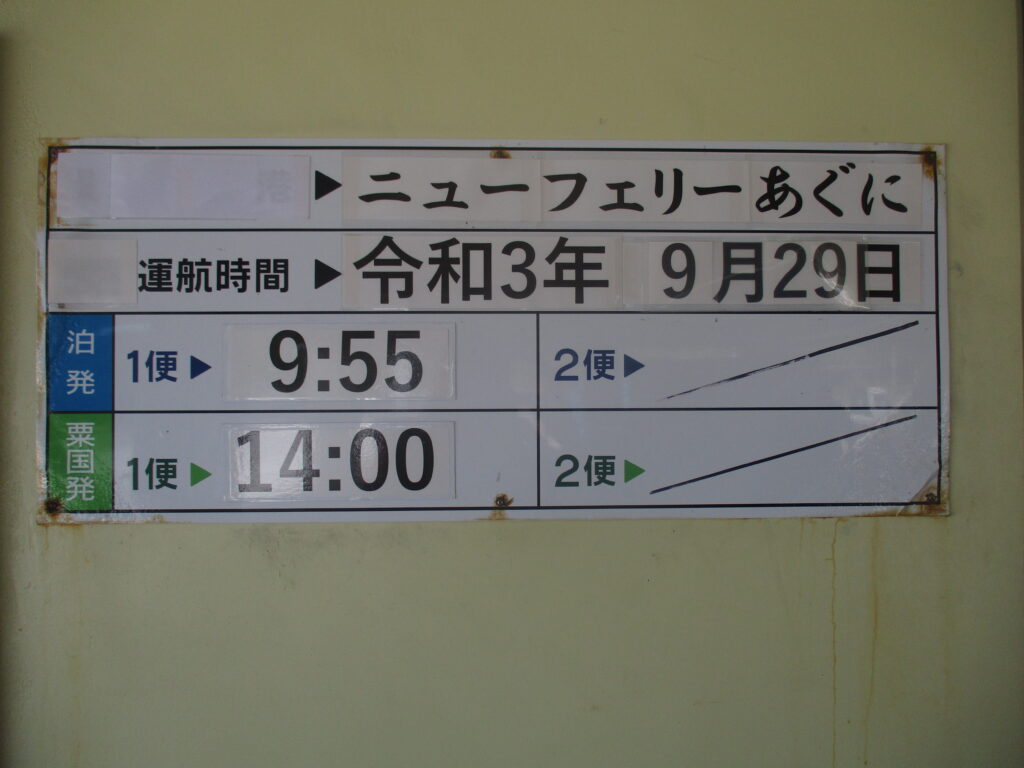 ▶ニューフェリーあぐに
運航時間 ▶令和3年 9月29日
泊発 1便▶ 9:55 2便▶
粟国発 1便▶ 14:00 2便▶